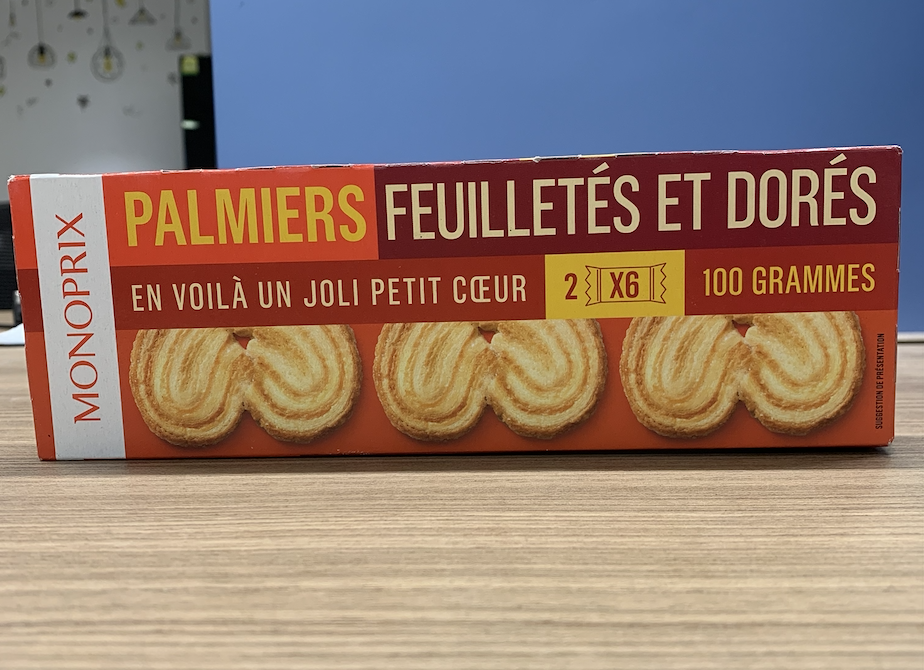 MONOPRIX
PALMIERS FEUILLETÉS ET DORÉS
EN VOILÀ UN JOLI PETIT CŒUR 2 X6 100 GRAMMES
SUGGESTION DE PRÉSENTATION